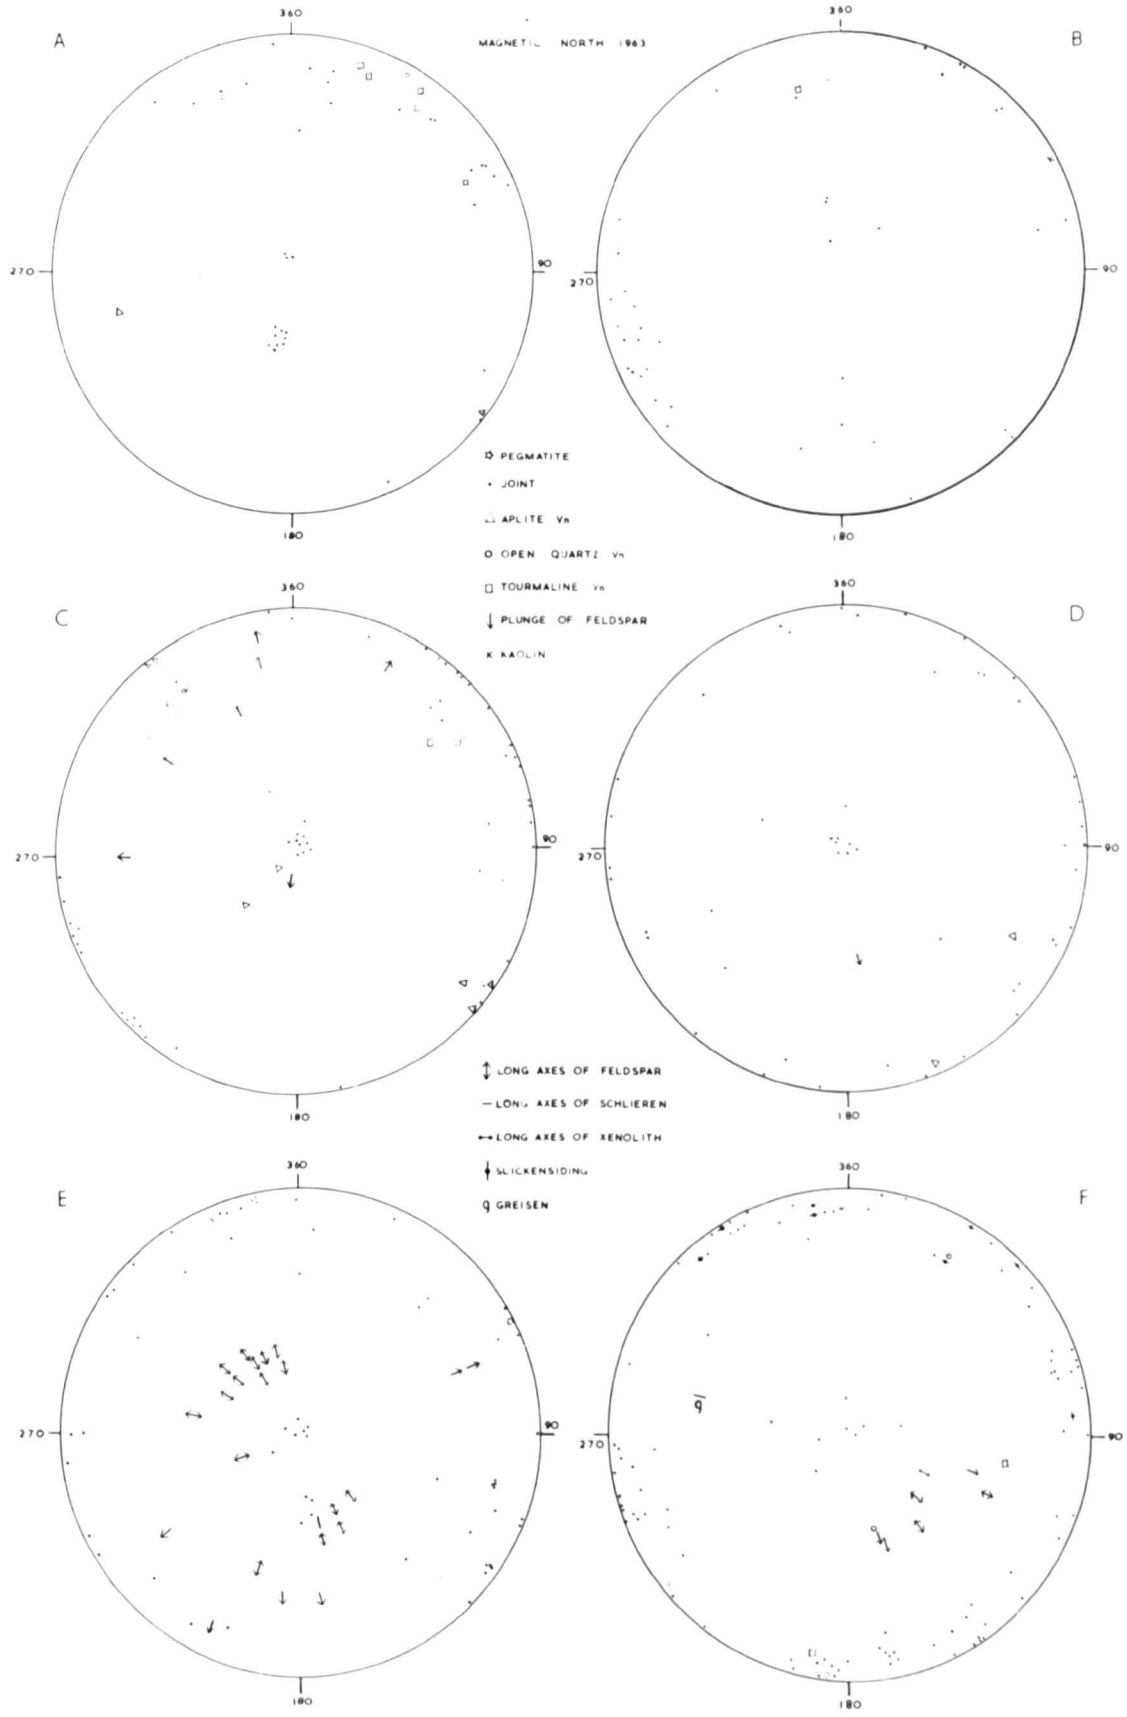 360
360
A
MAGNETIC NORTH 1963
B
270
90
270
90
180
180
PEGMATITE
JOINT
APLITE Vn
O OPEN QUARTZ Vn
TOURMALINE Vn
PLUNGE OF FELDSPAR
K KAOLIN
360
360
C
D
270
90
270
90
180
180
LONG AXES OF FELDSPAR
LONG AXES OF SCHLIEREN
LONG AXES OF XENOLITH
SLICKENSIDING
g GREISEN
360
360
E
F
g
270
90
270
90
180
180